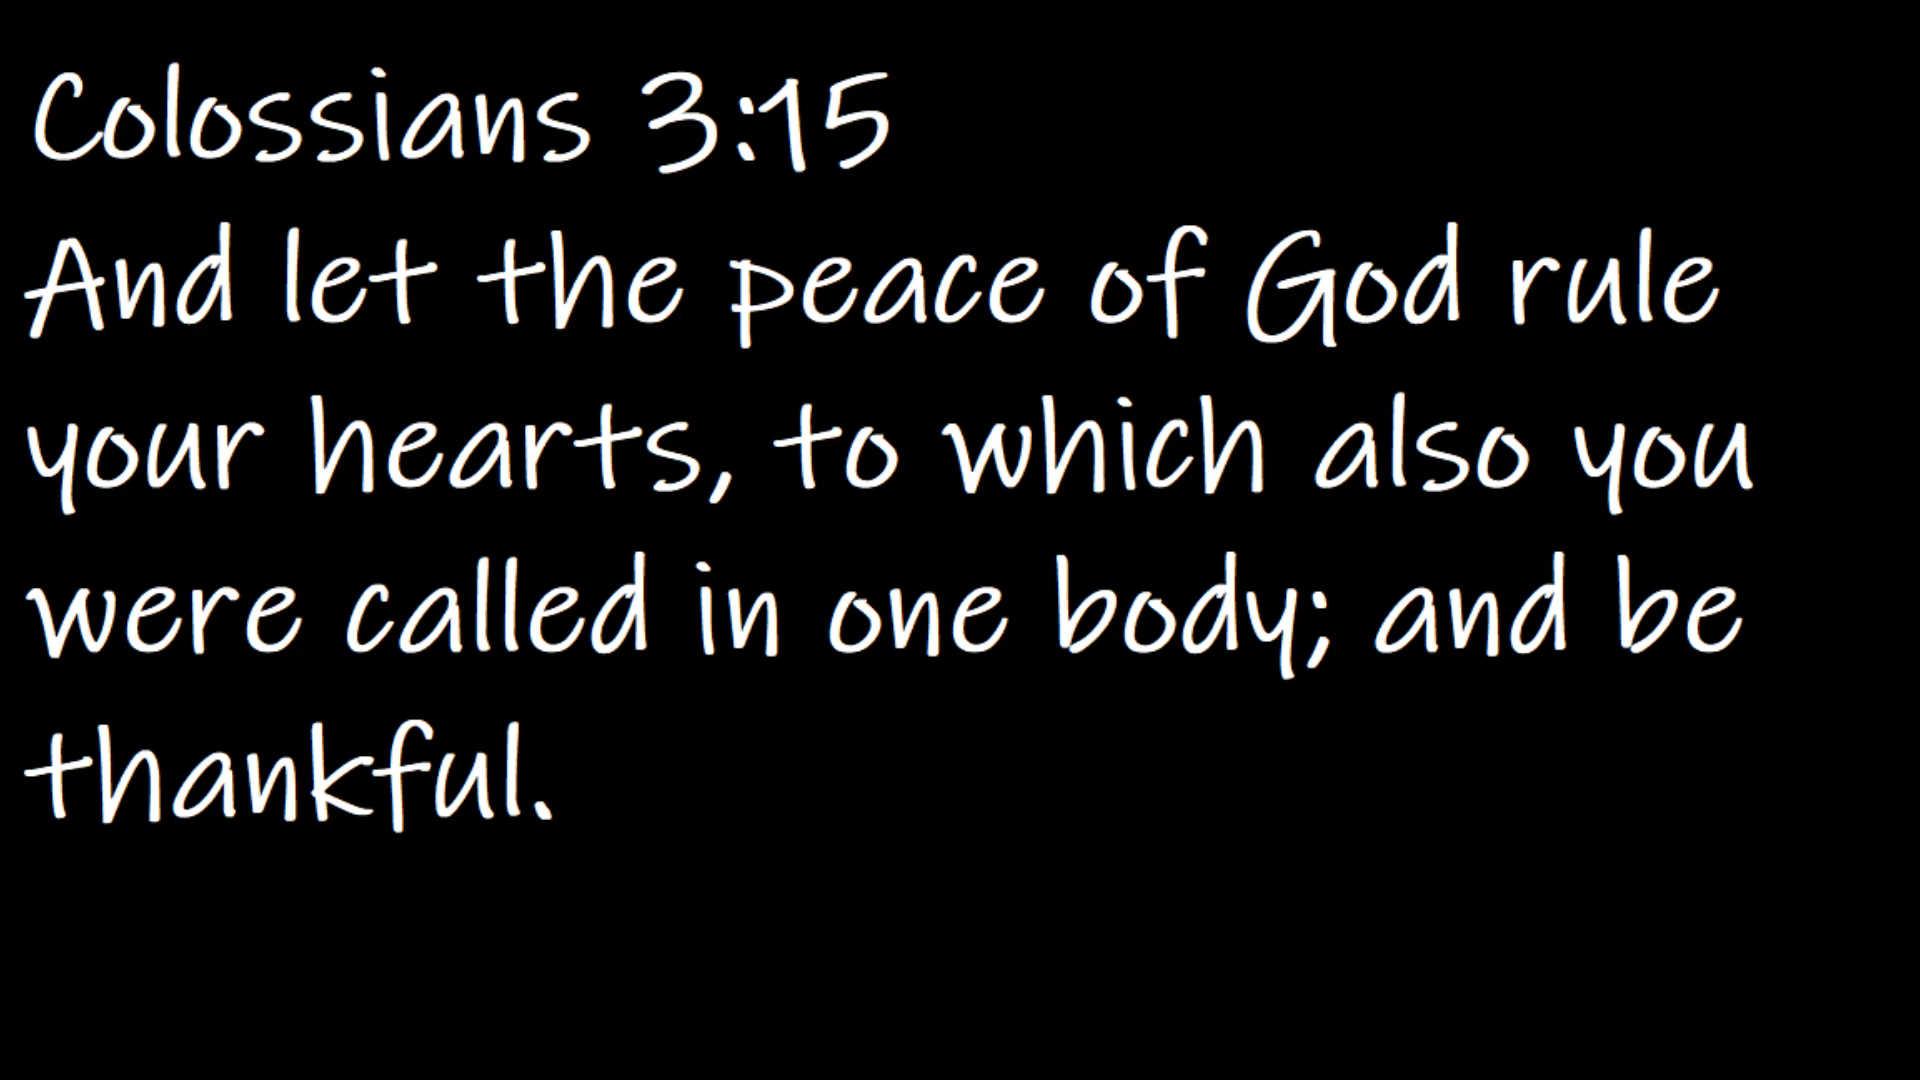 Colossians 3:15
And let the peace of God rule
your hearts, to which also you
were called in one body; and be
thankful.